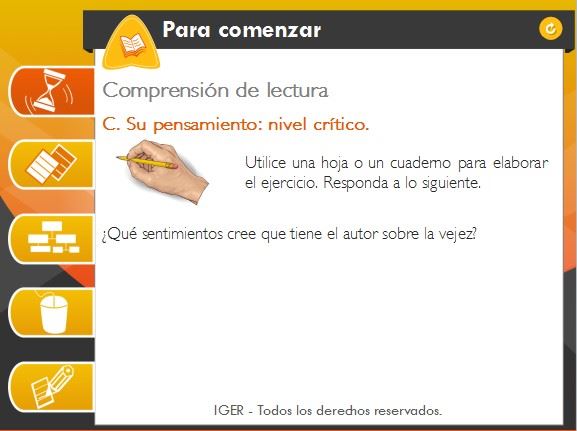 Para comenzar
Comprensión de lectura
C. Su pensamiento: nivel crítico.
Utilice una hoja o un cuaderno para elaborar
el ejercicio. Responda a lo siguiente.
¿Qué sentimientos cree que tiene el autor sobre la vejez?
IGER - Todos los derechos reservados.